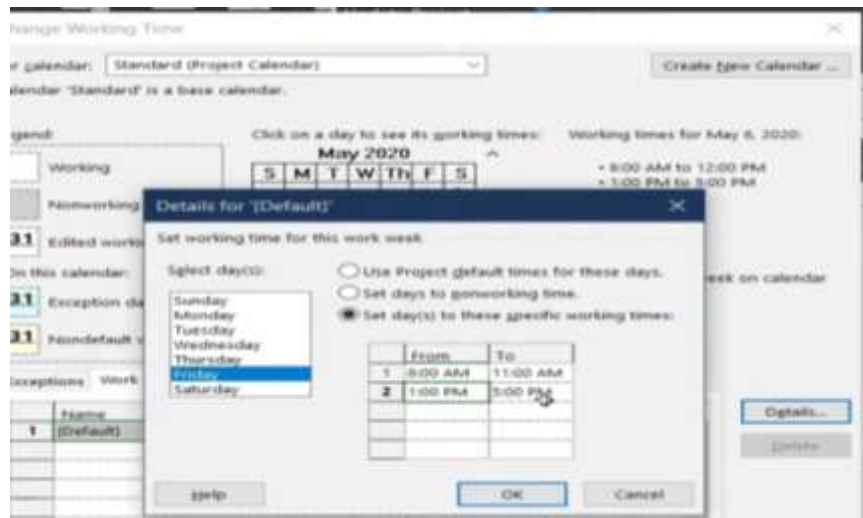 hange Working Time
r calendar: Standard (Project Calendar)
Create New Calendar ...
lendar 'Standard' is a base calendar.
gend:
Click on a day to see its working times:
Working times for May 6, 2020:
Working
May 2020
S M T W Th F S
• 8:00 AM to 12:00 PM
• 1:00 PM to 5:00 PM
Nonworking
Details for '[Default]'
31 Edited worki
Set working time for this work week.
On this calendar:
Select day(s):
Use Project default times for these days.
eek on calendar
31 Exception da
Sunday
Set days to nonworking time.
Monday
Set day(s) to these specific working times:
Tuesday
31 Nondefault w
Wednesday
Thursday
From To
Friday
1 8:00 AM 11:00 AM
Exceptions Work
Saturday
2 1:00 PM 5:00 PM
Name
Details...
1 [Default]
Delete
Help
OK
Cancel